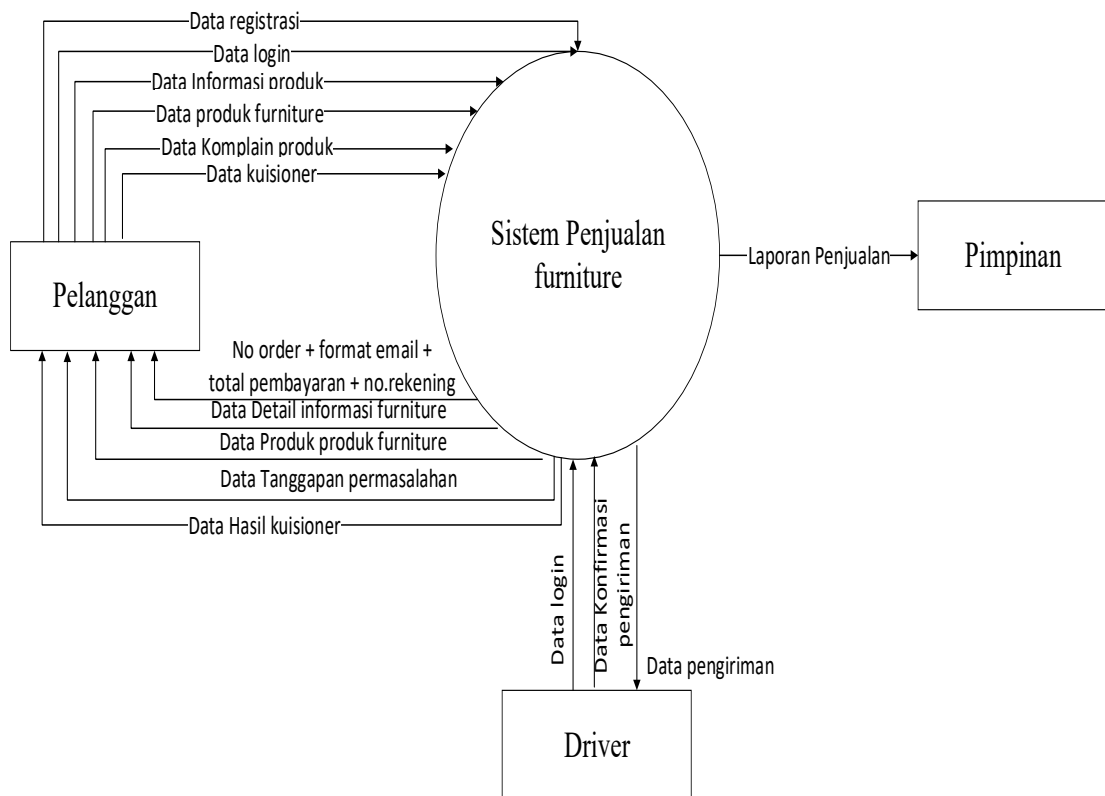 Data registrasi
Data login
Data Informasi produk
Data produk furniture
Data Komplain produk
Data kuisioner
Sistem Penjualan
furniture
Laporan Penjualan
Pimpinan
Pelanggan
No order + format email +
total pembayaran + no.rekening
Data Detail informasi furniture
Data Produk produk furniture
Data Tanggapan permasalahan
Data Hasil kuisioner
Data login
Data Konfirmasi
pengiriman
Data pengiriman
Driver